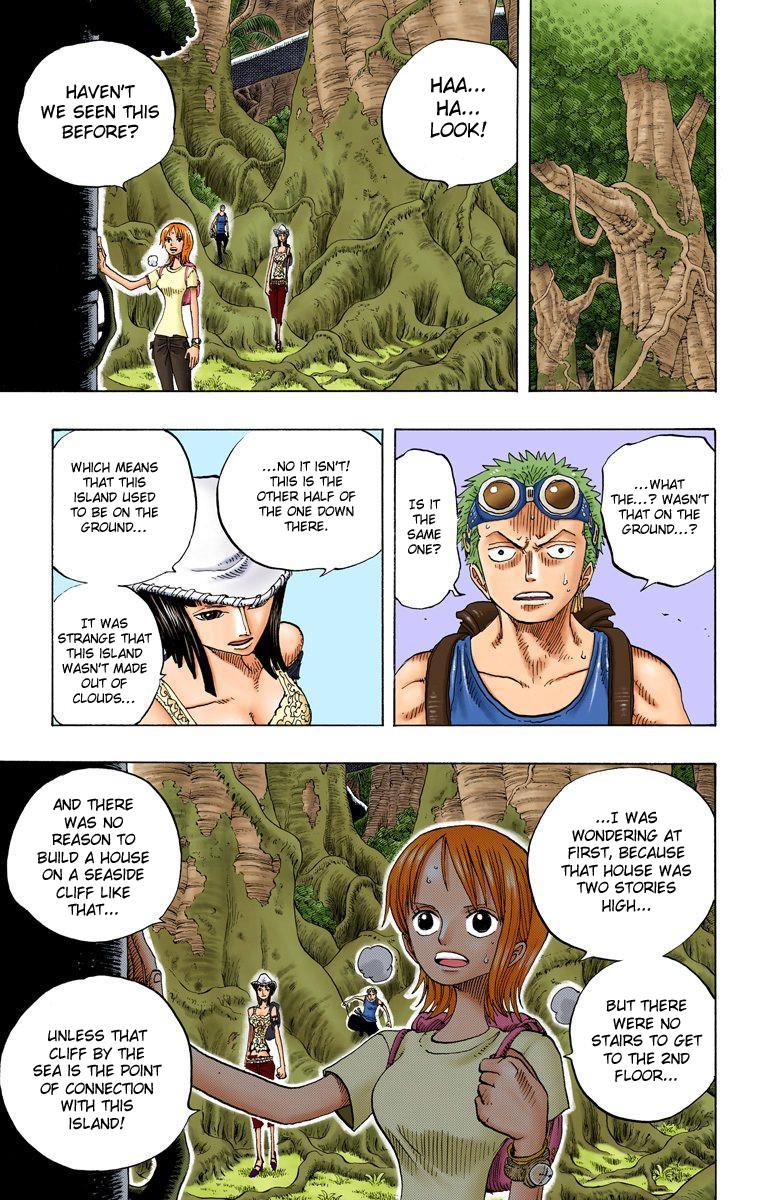 HAA...
HA...
LOOK!
HAVEN'T
WE SEEN THIS
BEFORE?
...WHAT
THE...? WASN'T
THAT ON THE
GROUND...?
IS IT
THE
SAME
ONE?
...NO IT ISN'T!
THIS IS THE
OTHER HALF OF
THE ONE DOWN
THERE.
WHICH MEANS
THAT THIS
ISLAND USED
TO BE ON THE
GROUND...
IT WAS
STRANGE THAT
THIS ISLAND
WASN'T MADE
OUT OF
CLOUDS...
...I WAS
WONDERING AT
FIRST, BECAUSE
THAT HOUSE WAS
TWO STORIES
HIGH...
BUT THERE
WERE NO
STAIRS TO GET
TO THE 2ND
FLOOR...
AND THERE
WAS NO
REASON TO
BUILD A HOUSE
ON A SEASIDE
CLIFF LIKE
THAT...
UNLESS THAT
CLIFF BY THE
SEA IS THE POINT
OF CONNECTION
WITH THIS
ISLAND!